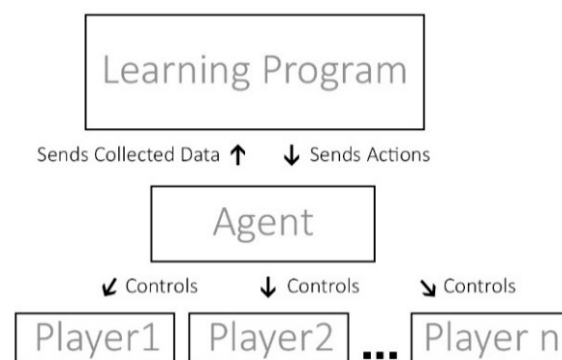 Learning Program
Sends Collected Data ↑ ↓ Sends Actions
Agent
↙ Controls ↓ Controls ↘ Controls
Player1 Player2 ... Player n